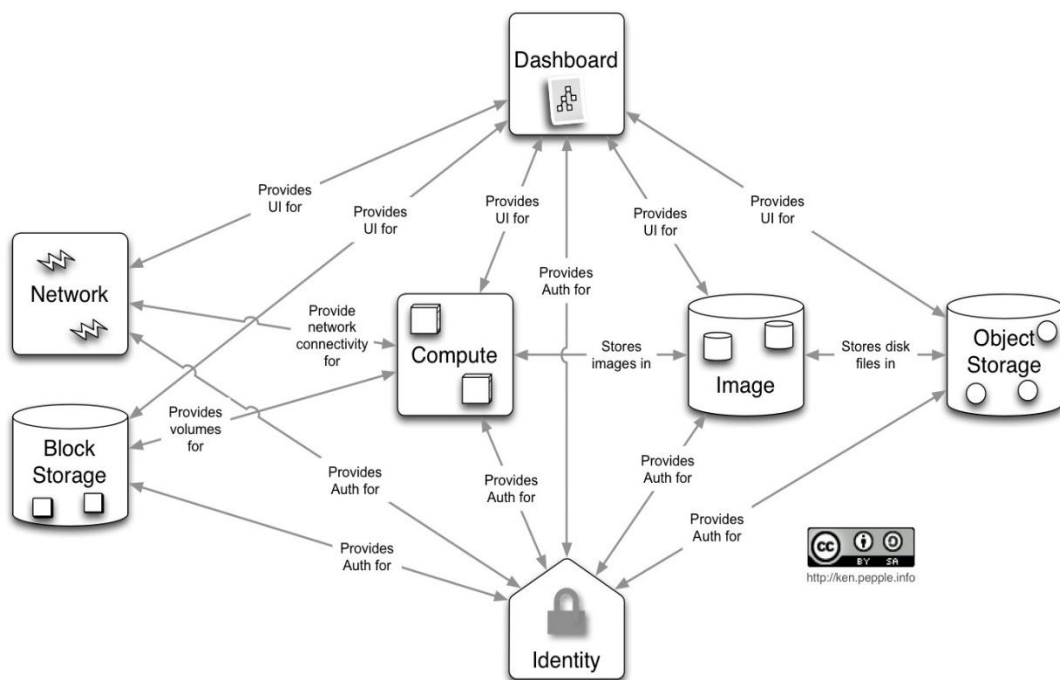 Dashboard
Provides
UI for
Provides
UI for
Provides
UI for
Provides
UI for
Provides
UI for
Provides
Auth for
Network
Provide
network
connectivity
for
Compute
Stores
images in
Image
Stores disk
files in
Object
Storage
Block
Storage
Provides
volumes
for
Provides
Auth for
Provides
Auth for
Provides
Auth for
Provides
Auth for
Provides
Auth for
Identity
cc
BY SA
http://ken.pepple.info